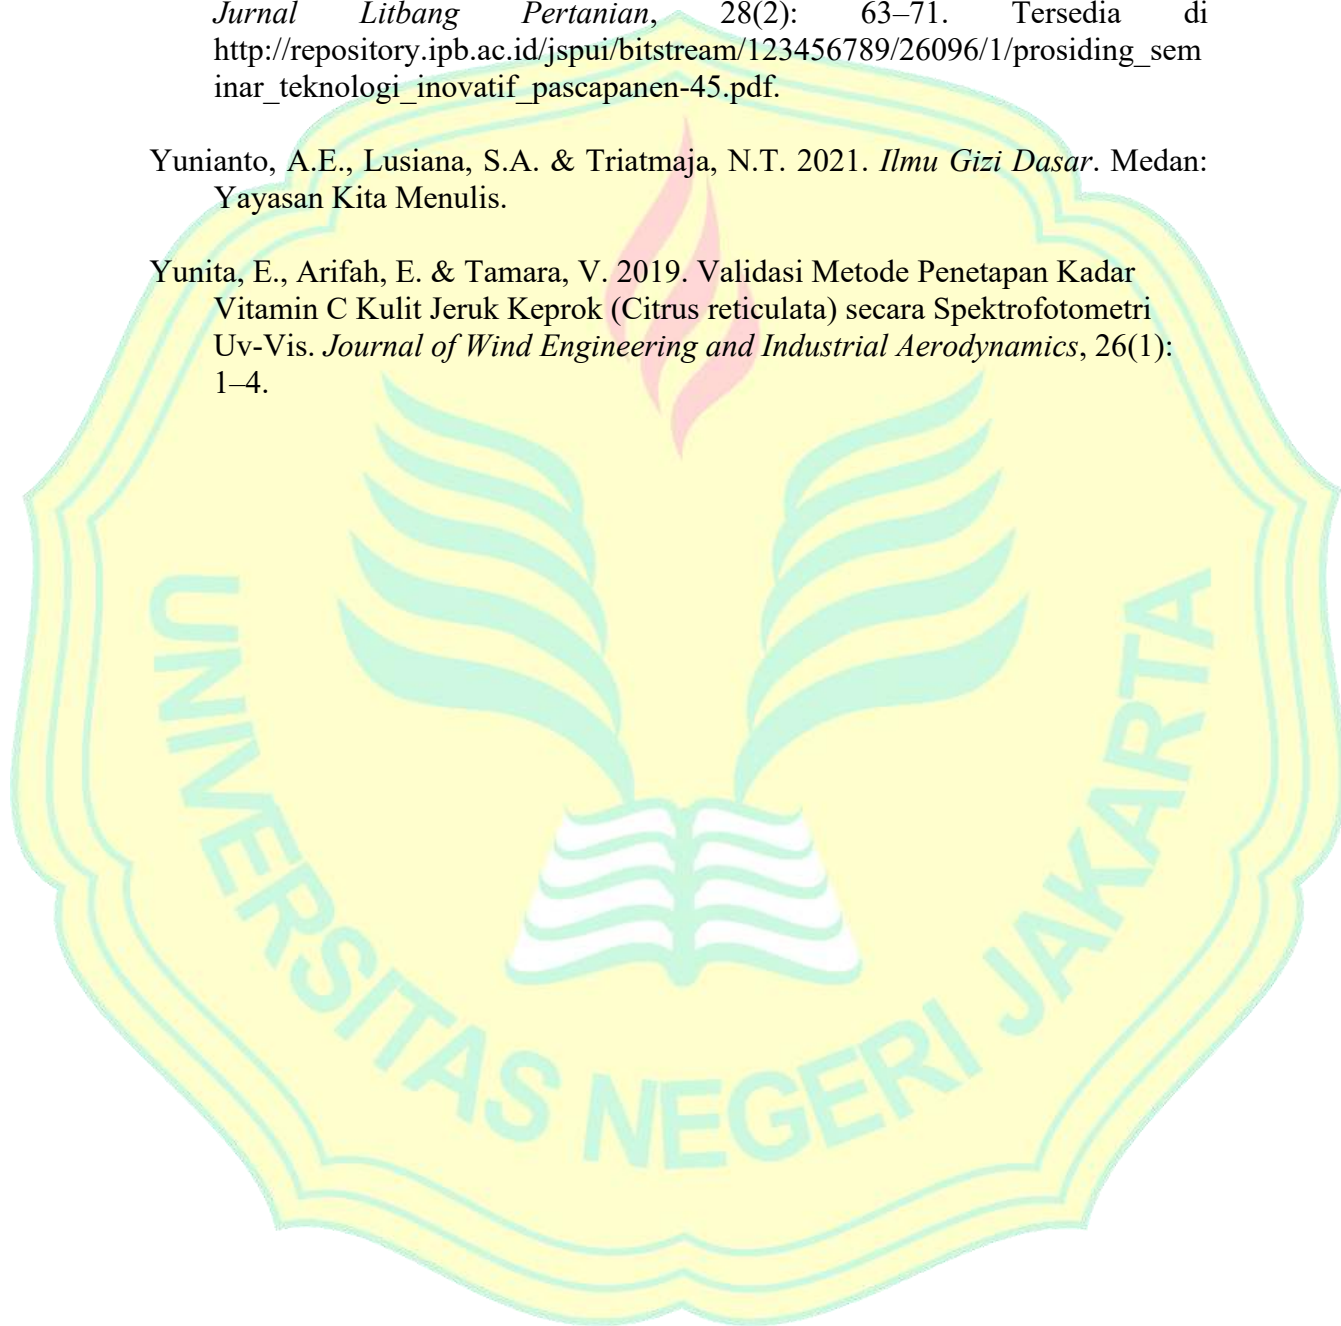 Jurnal Litbang Pertanian, 28(2): 63–71. Tersedia di
http://repository.ipb.ac.id/jspui/bitstream/123456789/26096/1/prosiding_sem
inar_teknologi_inovatif_pascapanen-45.pdf.
Yunianto, A.E., Lusiana, S.A. & Triatmaja, N.T. 2021. Ilmu Gizi Dasar. Medan:
Yayasan Kita Menulis.
Yunita, E., Arifah, E. & Tamara, V. 2019. Validasi Metode Penetapan Kadar
Vitamin C Kulit Jeruk Keprok (Citrus reticulata) secara Spektrofotometri
Uv-Vis. Journal of Wind Engineering and Industrial Aerodynamics, 26(1):
1–4.
UNIVERSITAS NEGERI JAKARTA